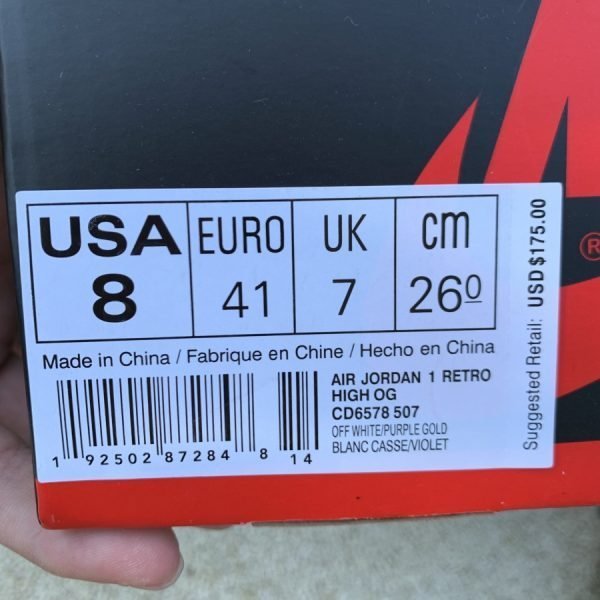 USA EURO UK cm
8 41 7 26⁰
Made in China / Fabrique en Chine / Hecho en China
AIR JORDAN 1 RETRO
HIGH OG
CD6578 507
OFF WHITE/PURPLE GOLD
BLANC CASSE/VIOLET
1 92502 87284 8 14
Suggested Retail: USD $175.00
®